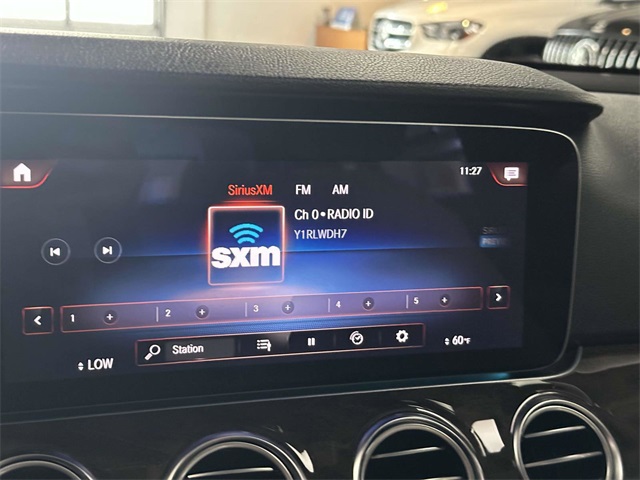 11:27
SiriusXM FM AM
Ch 0 • RADIO ID
Y1RLWDH7
sxm
1 + 2 + 3 + 4 + 5 +
Station
LOW
60°F